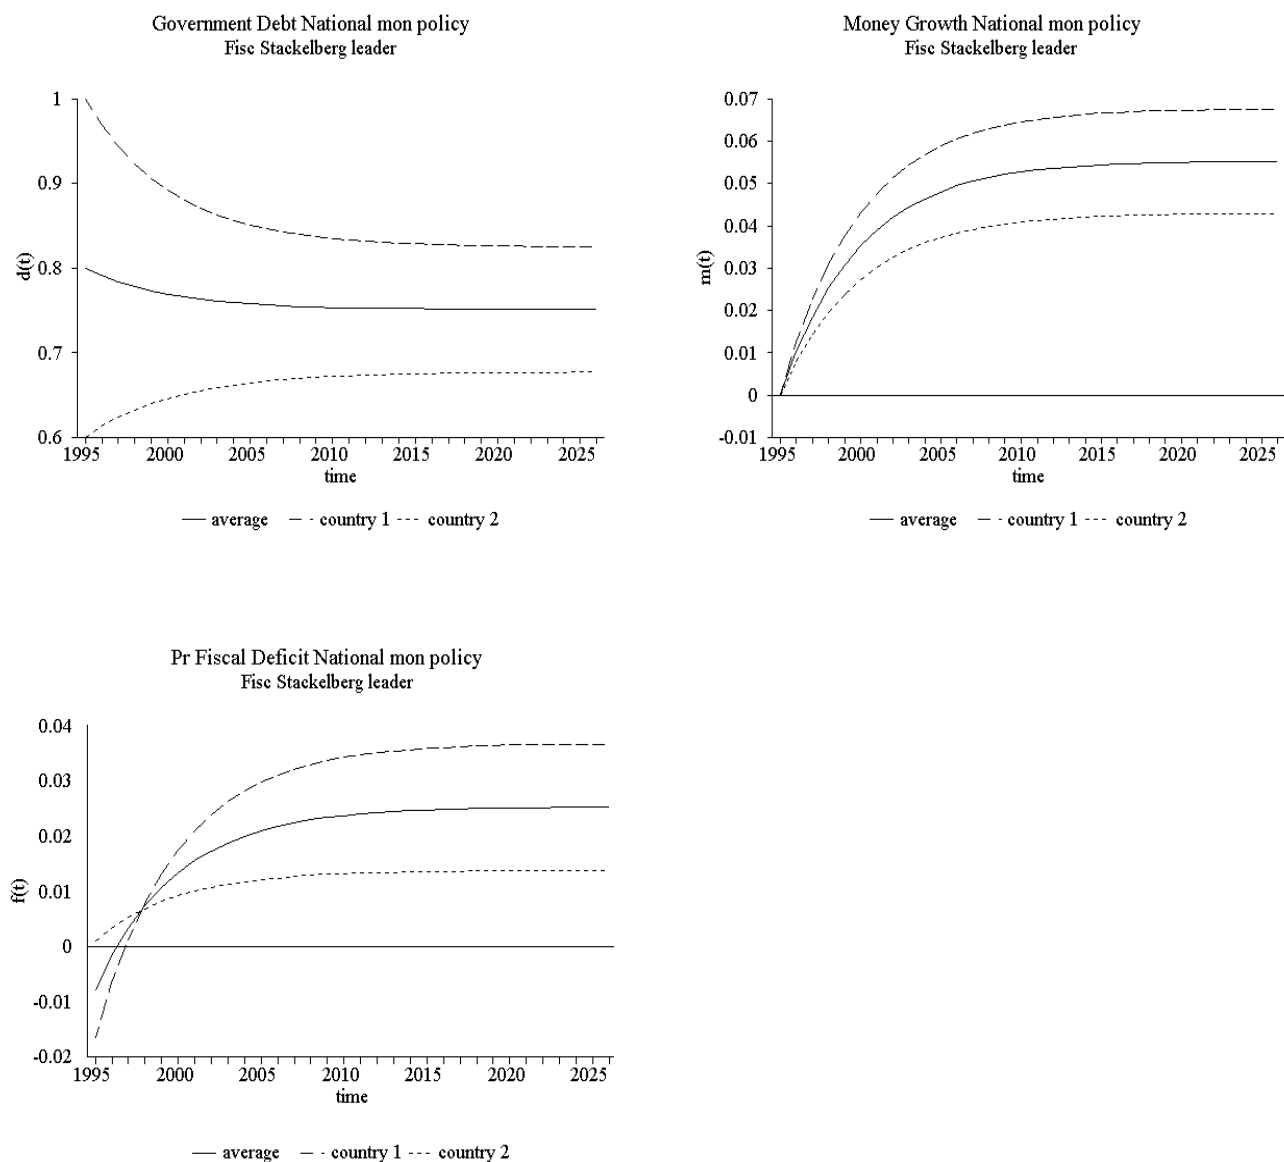 Government Debt National mon policy
Fisc Stackelberg leader
1
0.9
0.8
0.7
0.6
d(t)
1995 2000 2005 2010 2015 2020 2025
time
average country 1 country 2
Money Growth National mon policy
Fisc Stackelberg leader
0.07
0.06
0.05
0.04
0.03
0.02
0.01
0
-0.01
m(t)
1995 2000 2005 2010 2015 2020 2025
time
average country 1 country 2
Pr Fiscal Deficit National mon policy
Fisc Stackelberg leader
0.04
0.03
0.02
0.01
0
-0.01
-0.02
f(t)
1995 2000 2005 2010 2015 2020 2025
time
average country 1 country 2